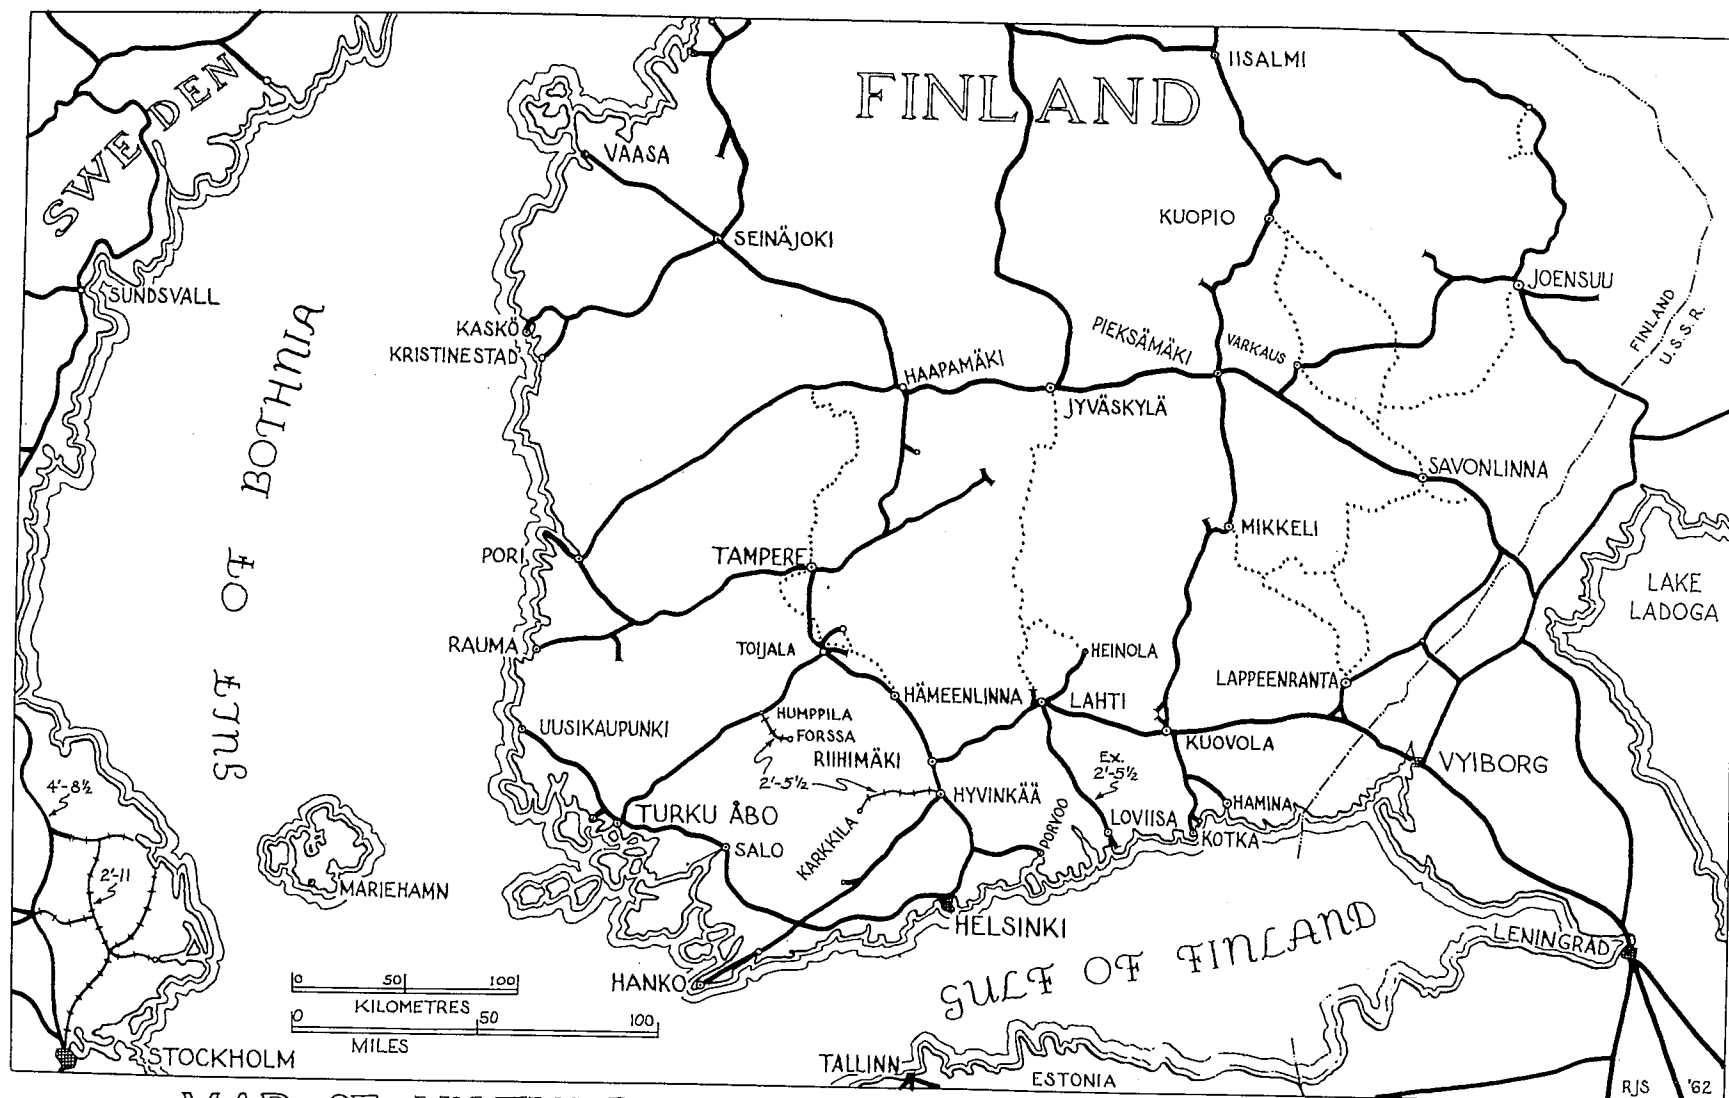 SWEDEN
FINLAND
IISALMI
VAASA
KUOPIO
SEINÄJOKI
JOENSUU
SUNDSVALL
FINLAND
U.S.S.R.
KASKÖ
KRISTINESTAD
PIEKSÄMÄKI
VARKAUS
HAAPAMÄKI
JYVÄSKYLÄ
GULF OF BOTHNIA
SAVONLINNA
MIKKELI
PORI
TAMPERE
LAKE
LADOGA
RAUMA
TOIJALA
HEINOLA
LAPPEENRANTA
HÄMEENLINNA
LAHTI
HUMPPILA
FORSSA
UUSIKAUPUNKI
KUOVOLA
RIIHIMÄKI
Ex.
2'-5½
VYIBORG
4'-8½
2'-5½
HYVINKÄÄ
HAMINA
TURKU ÅBO
PORVOO
LOVIISA
KOTKA
KARKKILA
SALO
2'-11
MARIEHAMN
HELSINKI
LENINGRAD
GULF OF FINLAND
HANKO
0 50 100
KILOMETRES
0 50 100
MILES
STOCKHOLM
TALLINN
ESTONIA
RJS '62